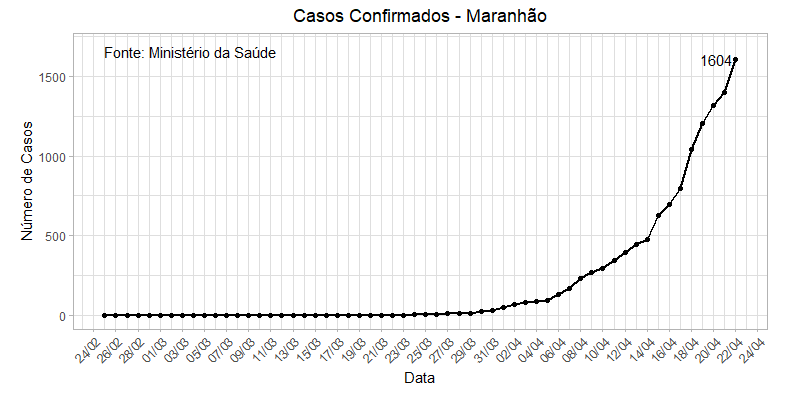 Casos Confirmados - Maranhão
Fonte: Ministério da Saúde
1604
1500
1000
500
0
Número de Casos
24/02 26/02 28/02 01/03 03/03 05/03 07/03 09/03 11/03 13/03 15/03 17/03 19/03 21/03 23/03 25/03 27/03 29/03 31/03 02/04 04/04 06/04 08/04 10/04 12/04 14/04 16/04 18/04 20/04 22/04 24/04
Data